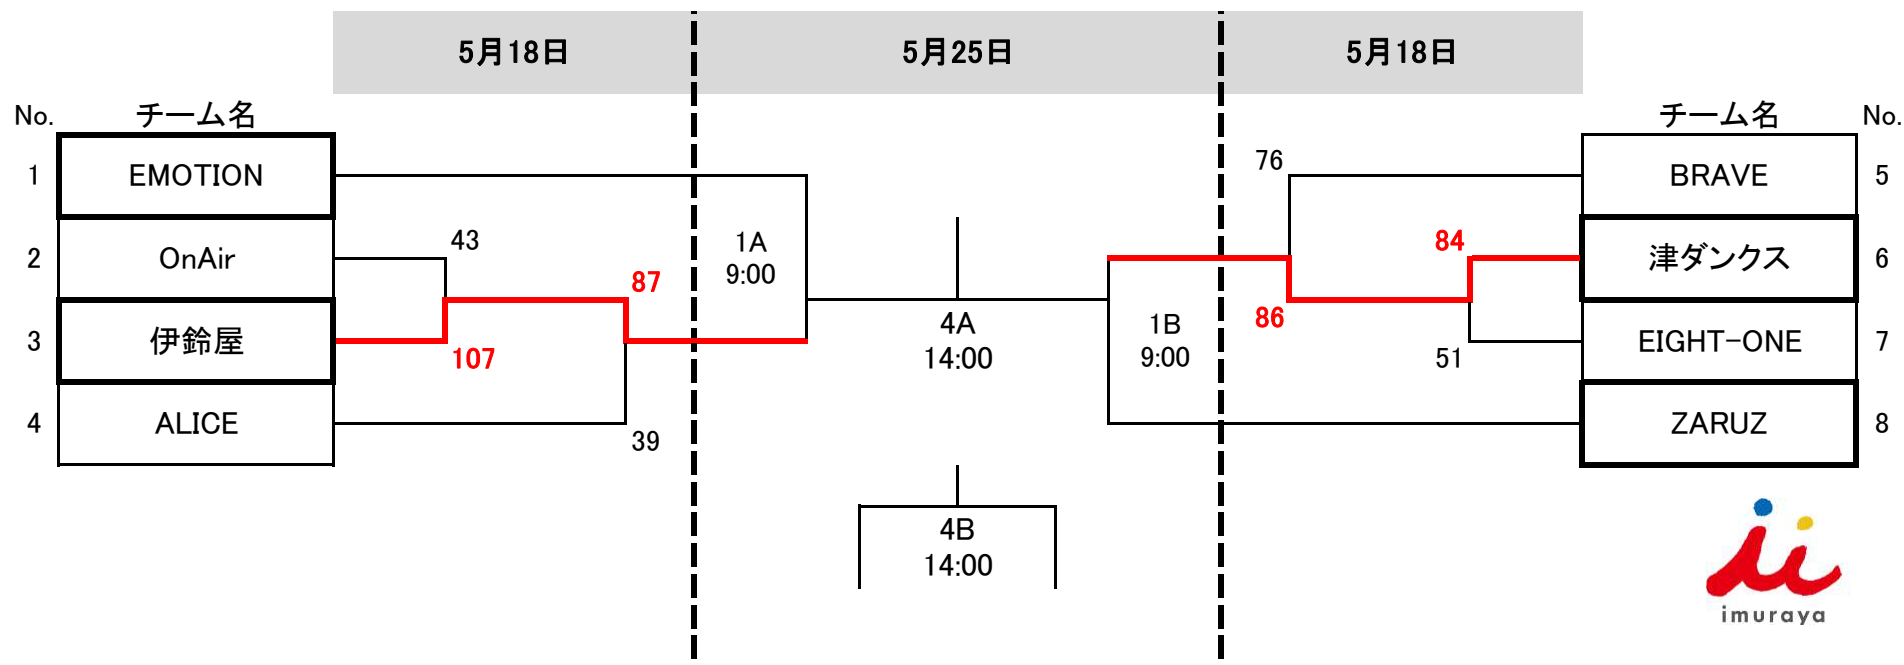 5月18日
5月25日
5月18日
No.
チーム名
チーム名
No.
1
EMOTION
76
BRAVE
5
2
OnAir
43
1A
9:00
84
津ダンクス
6
87
3
伊鈴屋
107
4A
14:00
86
1B
9:00
51
EIGHT-ONE
7
4
ALICE
39
ZARUZ
8
4B
14:00
imuraya